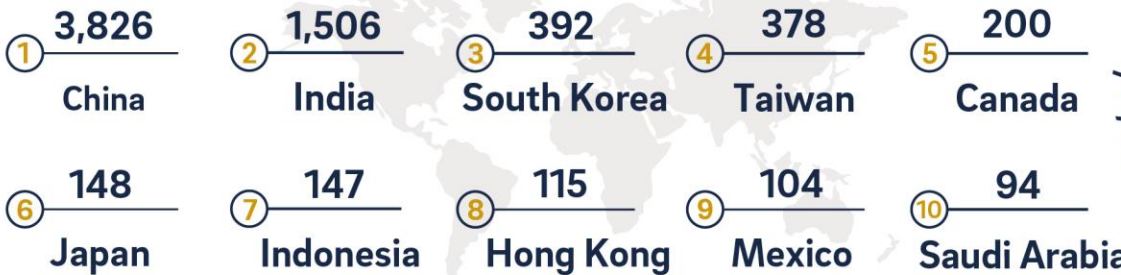 3,826 1,506 392 378 200
1 2 3 4 5
China India South Korea Taiwan Canada
148 147 115 104 94
6 7 8 9 10
Japan Indonesia Hong Kong Mexico Saudi Arabia